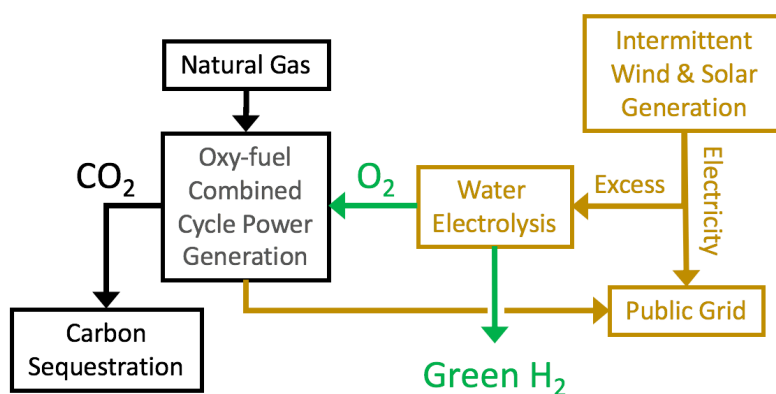 Natural Gas
Intermittent
Wind & Solar
Generation
Oxy-fuel
Combined
Cycle Power
Generation
CO₂
O₂
Water
Electrolysis
Excess
Electricity
Public Grid
Carbon
Sequestration
Green H₂